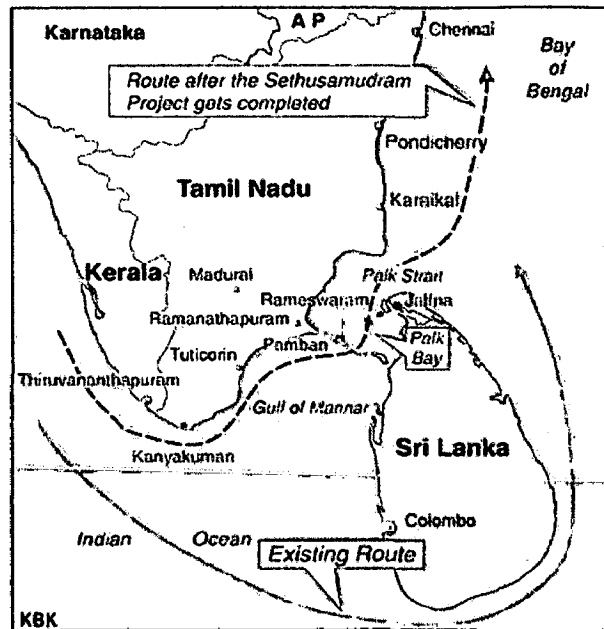 Karnataka
A P
Chennai
Bay
of
Bengal
Route after the Sethusamudram
Project gets completed
Pondicherry
Tamil Nadu
Karaikal
Kerala
Madurai
Palk Strait
Rameswaram
Jaffna
Ramanathapuram
Pamban
Palk
Bay
Tuticorin
Thiruvananthapuram
Gulf of Mannar
Sri Lanka
Kanyakumari
Colombo
Indian Ocean
Existing Route
KBK